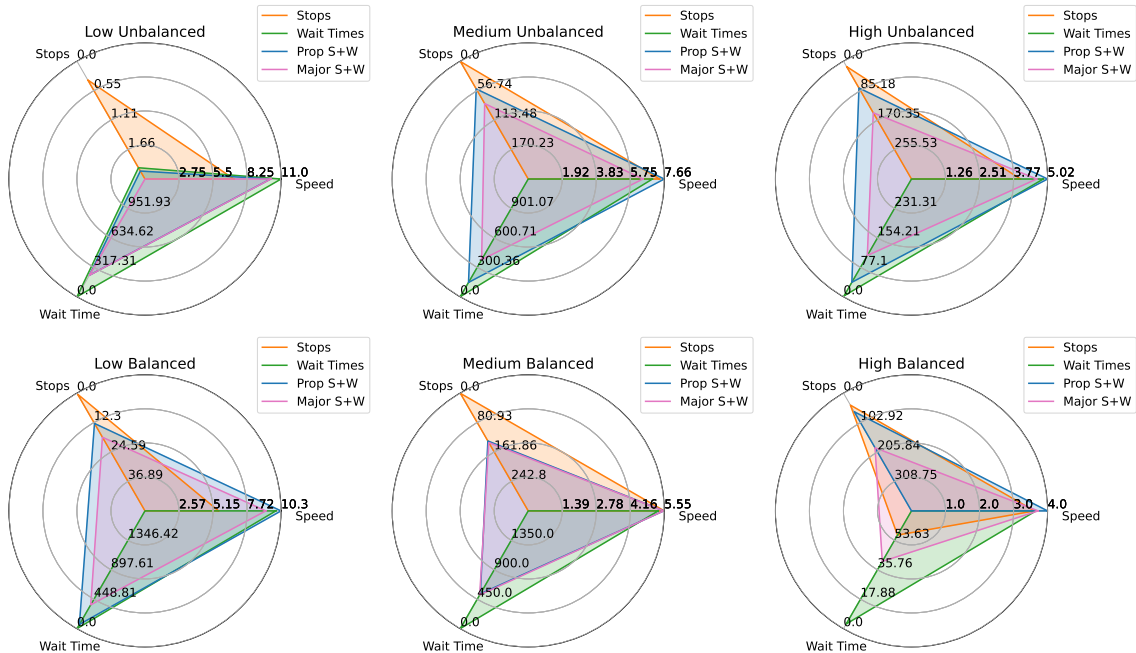 Low Unbalanced
Stops
Wait Times
Prop S+W
Major S+W
Stops 0.0
0.55
1.11
1.66
2.75 5.5 8.25 11.0
Speed
951.93
634.62
317.31
0.0
Wait Time
Medium Unbalanced
Stops
Wait Times
Prop S+W
Major S+W
Stops 0.0
56.74
113.48
170.23
1.92 3.83 5.75 7.66
Speed
901.07
600.71
300.36
0.0
Wait Time
High Unbalanced
Stops
Wait Times
Prop S+W
Major S+W
Stops 0.0
85.18
170.35
255.53
1.26 2.51 3.77 5.02
Speed
231.31
154.21
77.1
0.0
Wait Time
Low Balanced
Stops
Wait Times
Prop S+W
Major S+W
Stops 0.0
12.3
24.59
36.89
2.57 5.15 7.72 10.3
Speed
1346.42
897.61
448.81
0.0
Wait Time
Medium Balanced
Stops
Wait Times
Prop S+W
Major S+W
Stops 0.0
80.93
161.86
242.8
1.39 2.78 4.16 5.55
Speed
1350.0
900.0
450.0
0.0
Wait Time
High Balanced
Stops
Wait Times
Prop S+W
Major S+W
Stops 0.0
102.92
205.84
308.75
1.0 2.0 3.0 4.0
Speed
53.63
35.76
17.88
0.0
Wait Time